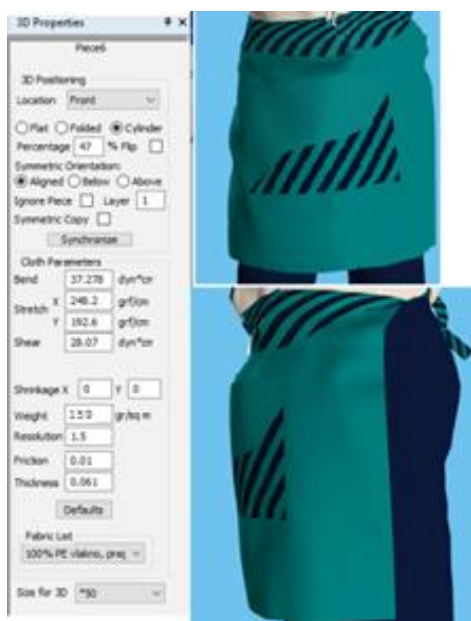 3D Properties
Piece6
3D Positioning
Location Front
Flat Folded Cylinder
Percentage 47 % Flip
Symmetric Orientation:
Aligned Below Above
Ignore Piece Layer 1
Symmetric Copy
Synchronize
Cloth Parameters
Bend 37.278 dyn*cm
Stretch X 248.2 grf/cm
Y 192.6 grf/cm
Shear 28.07 dyn*cm
Shrinkage X 0 Y 0
Weight 150 gr/sq m
Resolution 1.5
Friction 0.01
Thickness 0.061
Defaults
Fabric List
100% PE vlakno, prep
Size for 3D *50